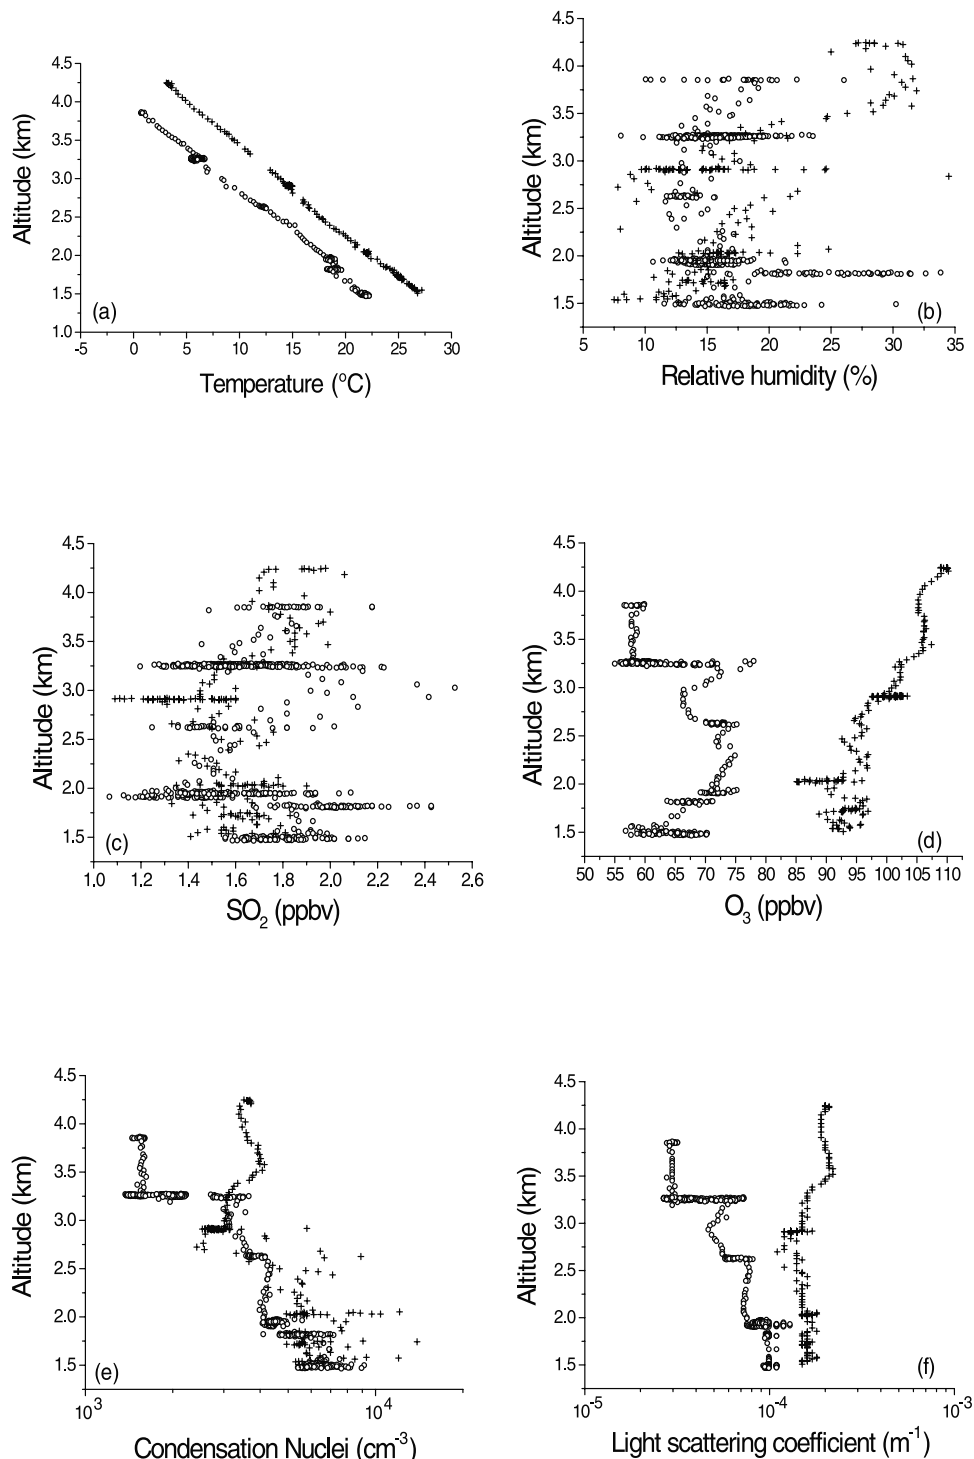 4.5
4.0
3.5
3.0
2.5
2.0
1.5
1.0
Altitude (km)
(a)
-5 0 5 10 15 20 25 30
Temperature (°C)
4.5
4.0
3.5
3.0
2.5
2.0
1.5
Altitude (km)
(b)
5 10 15 20 25 30 35
Relative humidity (%)
4.5
4.0
3.5
3.0
2.5
2.0
1.5
Altitude (km)
(c)
1.0 1.2 1.4 1.6 1.8 2.0 2.2 2.4 2.6
SO₂ (ppbv)
4.5
4.0
3.5
3.0
2.5
2.0
1.5
Altitude (km)
(d)
50 55 60 65 70 75 80 85 90 95 100 105 110
O₃ (ppbv)
4.5
4.0
3.5
3.0
2.5
2.0
1.5
Altitude (km)
(e)
10³ 10⁴
Condensation Nuclei (cm⁻³)
4.5
4.0
3.5
3.0
2.5
2.0
1.5
Altitude (km)
(f)
10⁻⁵ 10⁻⁴ 10⁻³
Light scattering coefficient (m⁻¹)